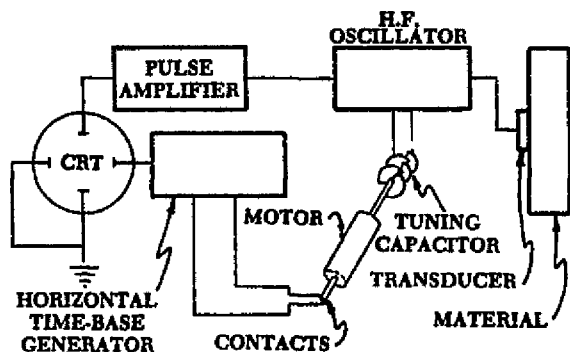 H.F.
OSCILLATOR
PULSE
AMPLIFIER
CRT
MOTOR
TUNING
CAPACITOR
TRANSDUCER
HORIZONTAL
TIME-BASE
GENERATOR
CONTACTS
MATERIAL